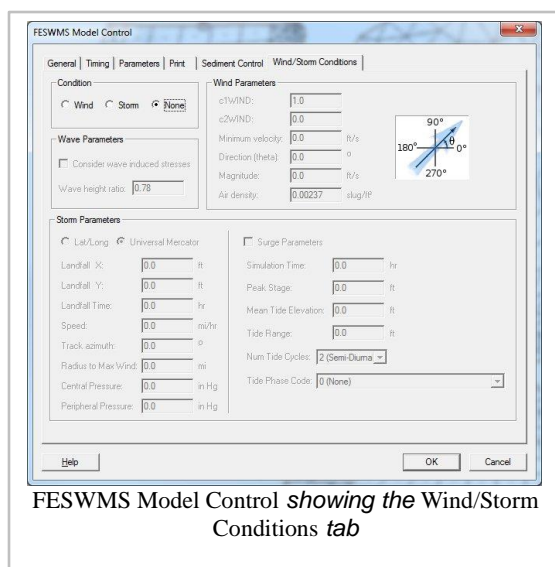 FESWMS Model Control
General Timing Parameters Print Sediment Control Wind/Storm Conditions
Condition
Wind Storm None
Wave Parameters
Consider wave induced stresses
Wave height ratio: 0.78
Wind Parameters
c1WIND: 1.0
c2WIND: 0.0
Minimum velocity: 0.0 ft/s
Direction (theta): 0.0 °
Magnitude: 0.0 ft/s
Air density: 0.00237 slug/ft³
90°
180° θ 0°
270°
Storm Parameters
Lat/Long Universal Mercator
Landfall X: 0.0 ft
Landfall Y: 0.0 ft
Landfall Time: 0.0 hr
Speed: 0.0 mi/hr
Track azimuth: 0.0 °
Radius to Max Wind: 0.0 mi
Central Pressure: 0.0 in Hg
Peripheral Pressure: 0.0 in Hg
Surge Parameters
Simulation Time: 0.0 hr
Peak Stage: 0.0 ft
Mean Tide Elevation: 0.0 ft
Tide Range: 0.0 ft
Num Tide Cycles: 2 (Semi-Diurna
Tide Phase Code: 0 (None)
Help OK Cancel
FESWMS Model Control showing the Wind/Storm
Conditions tab